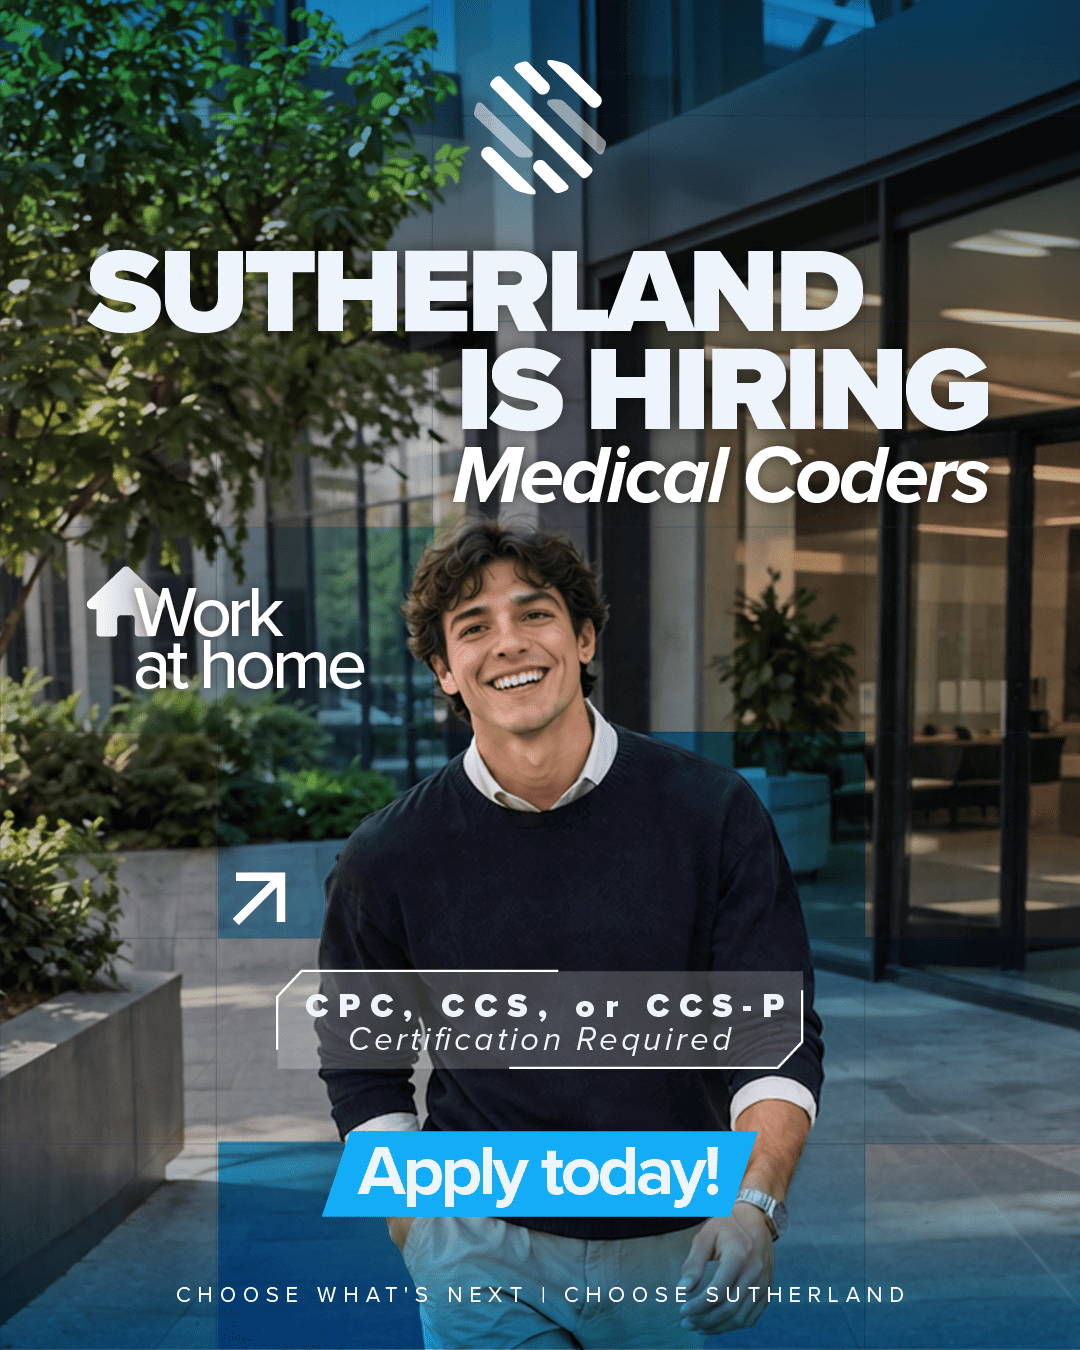 SUTHERLAND
IS HIRING
Medical Coders
Work
at home
CPC, CCS, or CCS-P
Certification Required
Apply today!
CHOOSE WHAT'S NEXT | CHOOSE SUTHERLAND